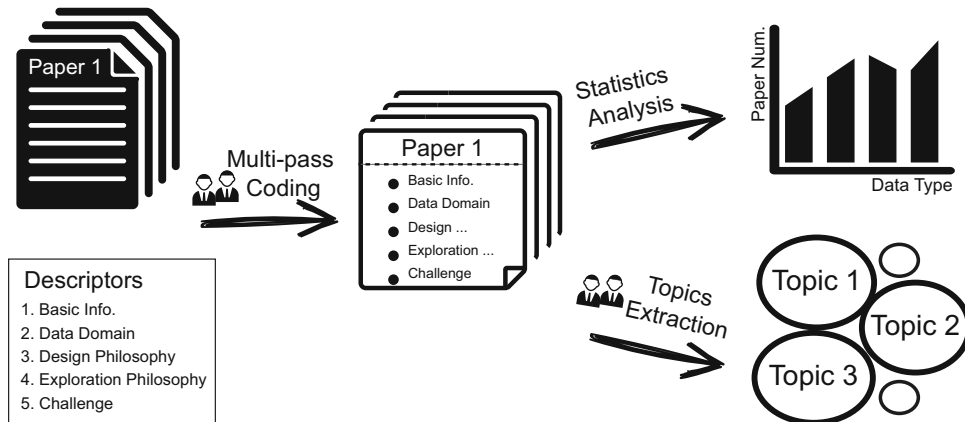 Paper 1
Multi-pass
Coding
Descriptors
1. Basic Info.
2. Data Domain
3. Design Philosophy
4. Exploration Philosophy
5. Challenge
Paper 1
Basic Info.
Data Domain
Design ...
Exploration ...
Challenge
Statistics
Analysis
Paper Num.
Data Type
Topics
Extraction
Topic 1
Topic 2
Topic 3